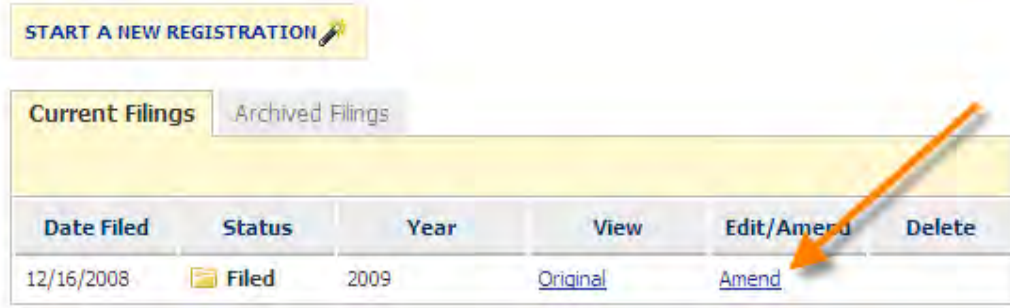 START A NEW REGISTRATION
Current Filings Archived Filings
Date Filed Status Year View Edit/Amend Delete
12/16/2008 Filed 2009 Original Amend